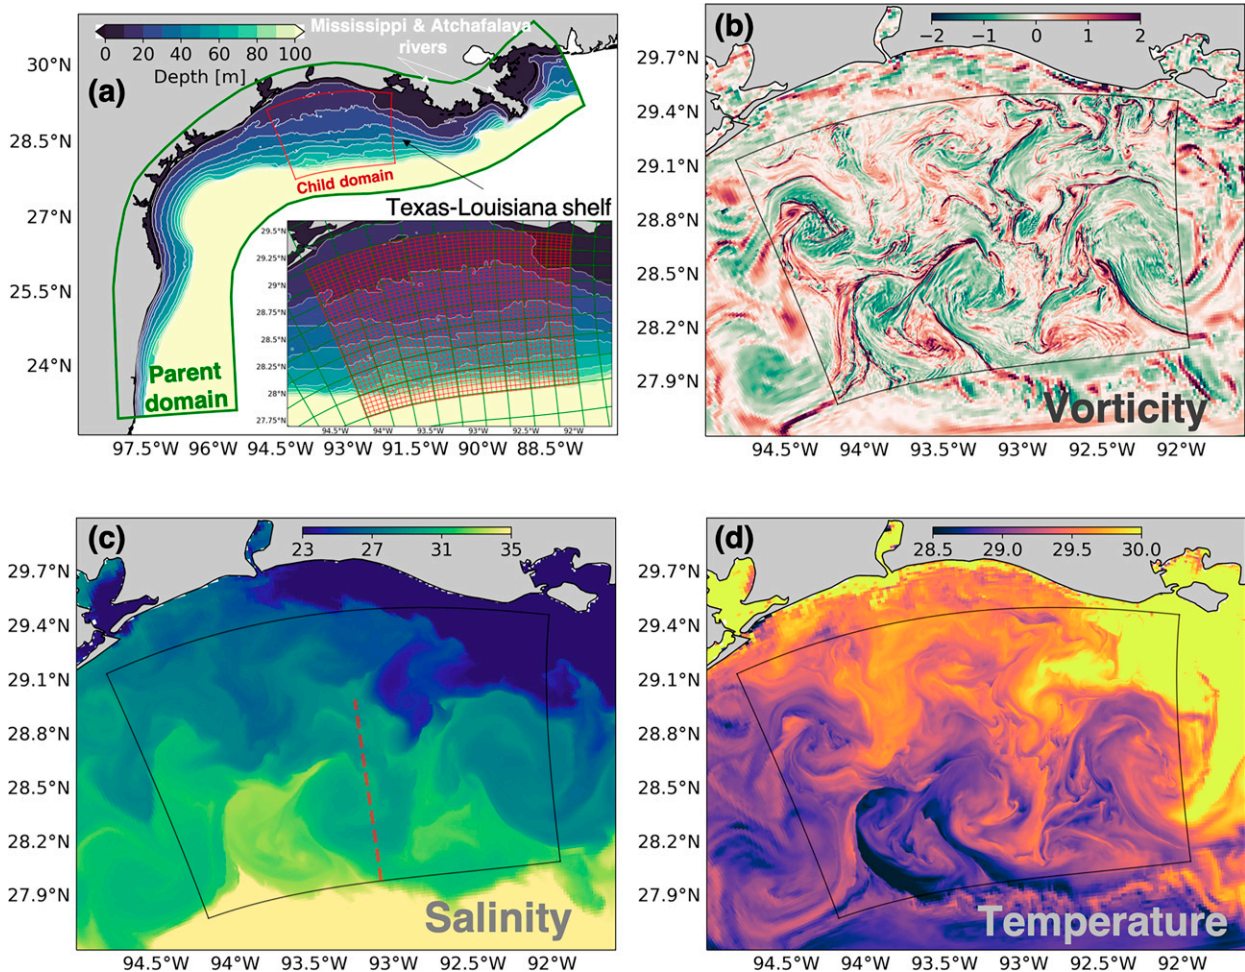 Mississippi & Atchafalaya
rivers
0 20 40 60 80 100
Depth [m]
(a)
30°N
28.5°N
27°N
25.5°N
24°N
Child domain
Texas-Louisiana shelf
29.5°N
29.25°N
29°N
28.75°N
28.5°N
28.25°N
28°N
27.75°N
94.5°W 94°W 93.5°W 93°W 92.5°W 92°W
Parent
domain
97.5°W 96°W 94.5°W 93°W 91.5°W 90°W 88.5°W
(b)
−2 −1 0 1 2
29.7°N
29.4°N
29.1°N
28.8°N
28.5°N
28.2°N
27.9°N
Vorticity
94.5°W 94°W 93.5°W 93°W 92.5°W 92°W
(c)
23 27 31 35
29.7°N
29.4°N
29.1°N
28.8°N
28.5°N
28.2°N
27.9°N
Salinity
94.5°W 94°W 93.5°W 93°W 92.5°W 92°W
(d)
28.5 29.0 29.5 30.0
29.7°N
29.4°N
29.1°N
28.8°N
28.5°N
28.2°N
27.9°N
Temperature
94.5°W 94°W 93.5°W 93°W 92.5°W 92°W